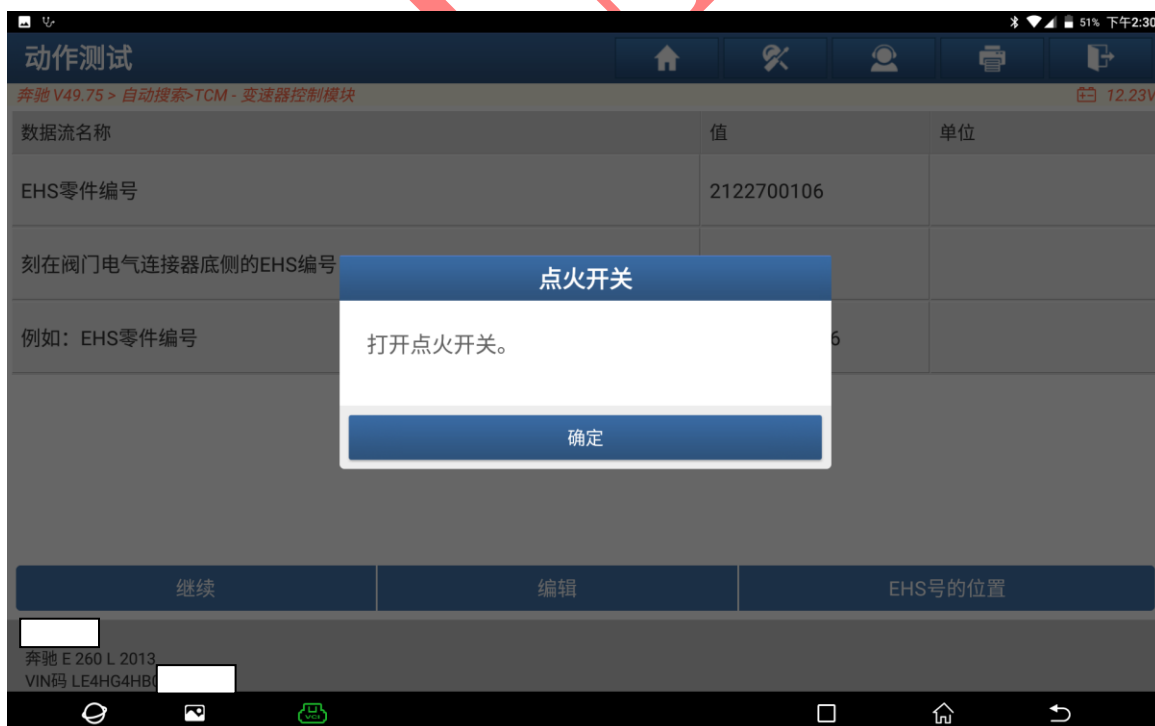 51% 下午2:30
动作测试
奔驰 V49.75 > 自动搜索>TCM - 变速器控制模块
12.23V
数据流名称 值 单位
EHS零件编号 2122700106
刻在阀门电气连接器底侧的EHS编号
点火开关
例如：EHS零件编号 6
打开点火开关。
确定
继续 编辑 EHS号的位置
奔驰 E 260 L 2013
VIN码 LE4HG4HB
VCI